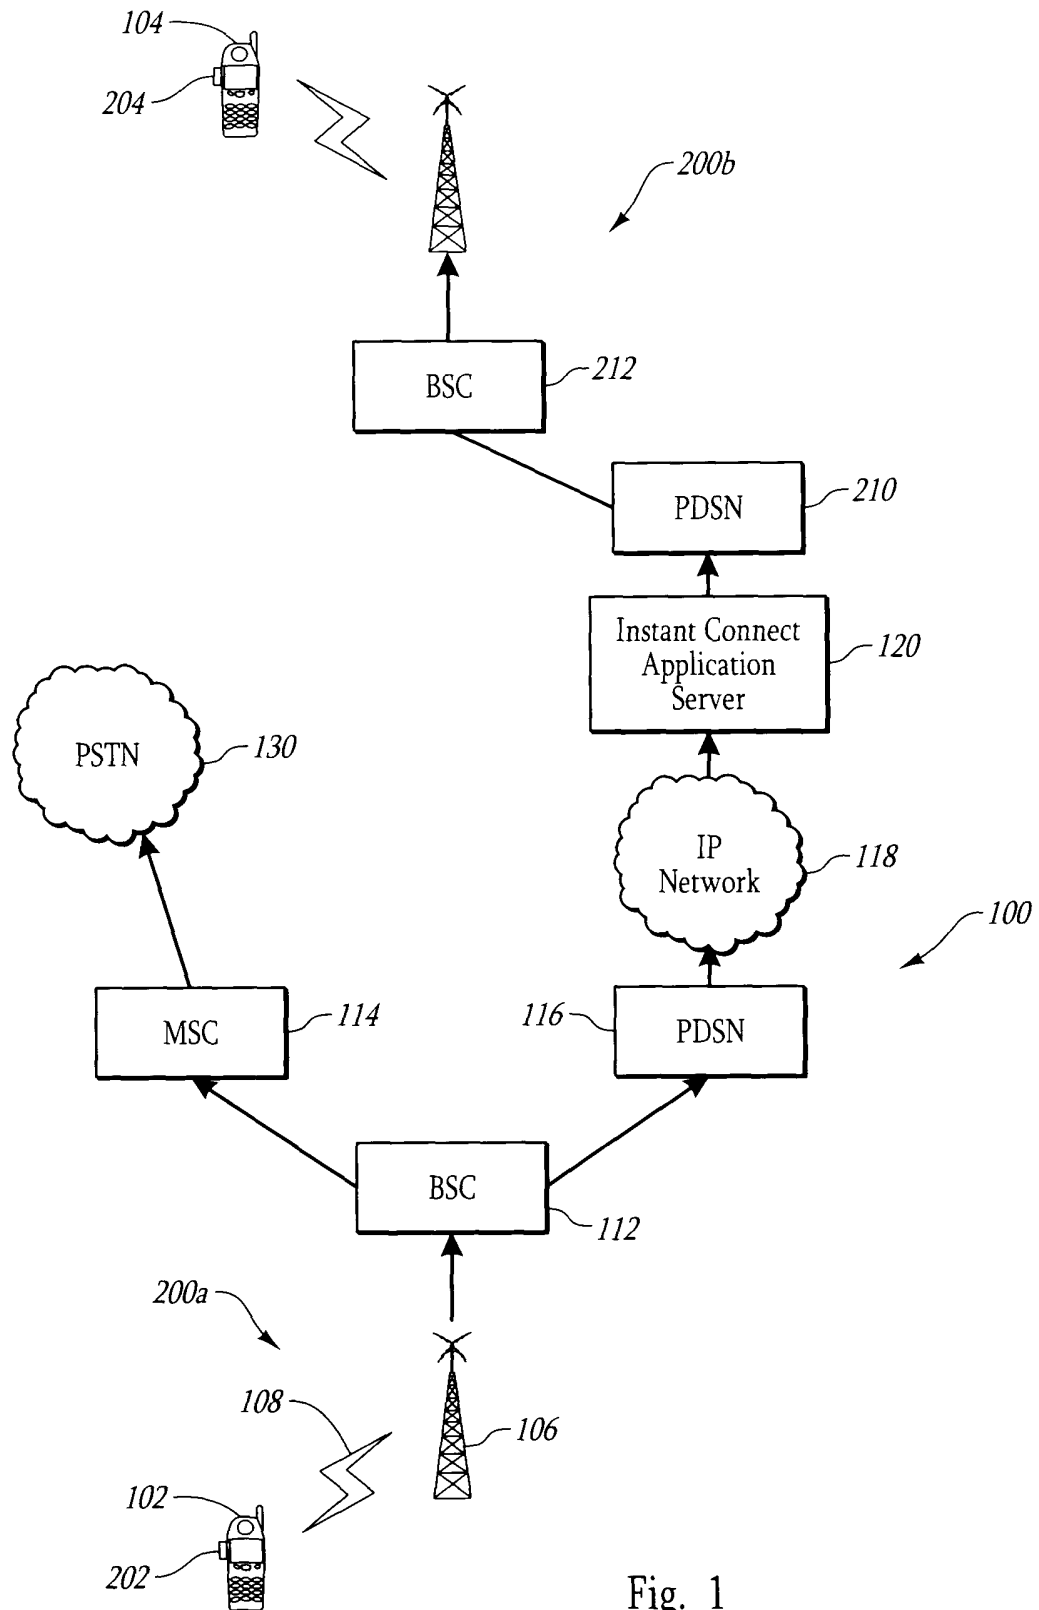 104
204
200b
BSC
212
PDSN
210
Instant Connect
Application
Server
120
PSTN
130
IP
Network
118
100
MSC
114
116
PDSN
BSC
112
200a
108
106
102
202
Fig. 1